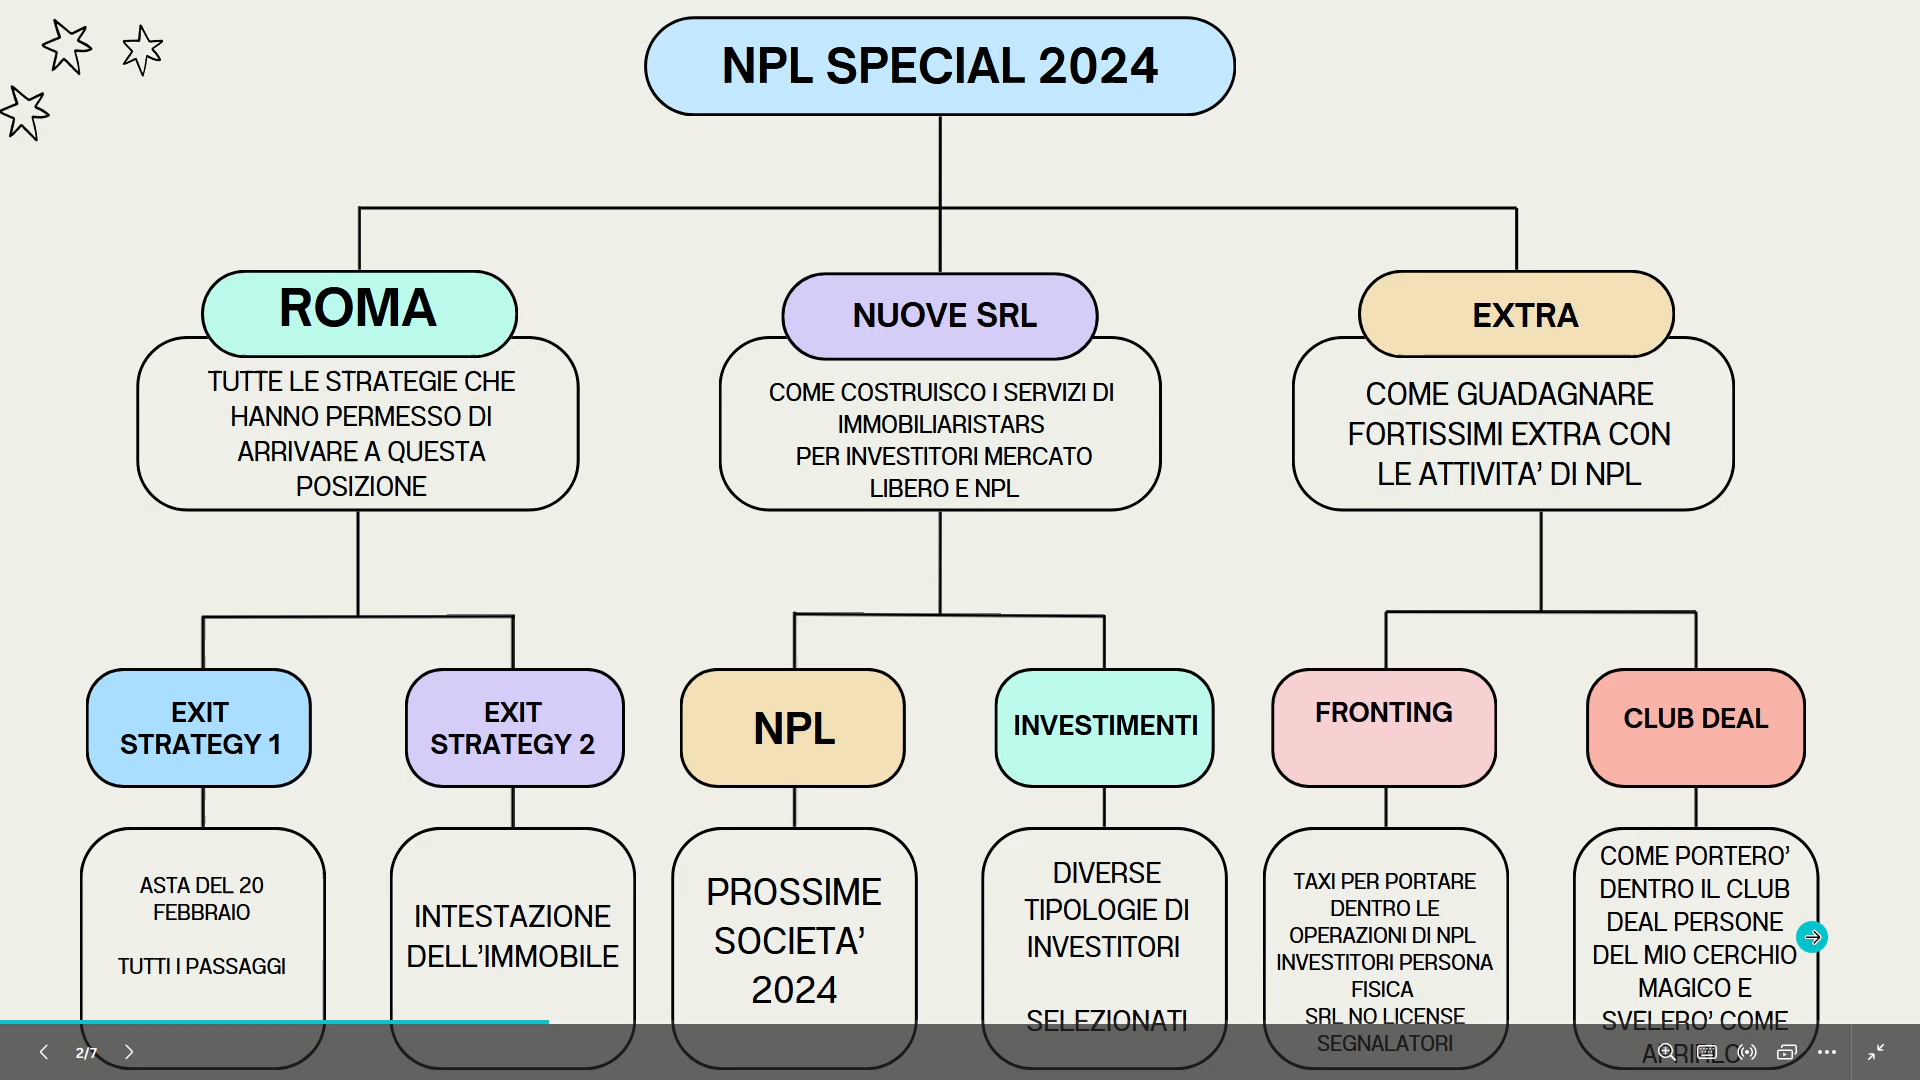 NPL SPECIAL 2024
ROMA
TUTTE LE STRATEGIE CHE
HANNO PERMESSO DI
ARRIVARE A QUESTA
POSIZIONE
NUOVE SRL
COME COSTRUISCO I SERVIZI DI
IMMOBILIARISTARS
PER INVESTITORI MERCATO
LIBERO E NPL
EXTRA
COME GUADAGNARE
FORTISSIMI EXTRA CON
LE ATTIVITA’ DI NPL
EXIT
STRATEGY 1
ASTA DEL 20
FEBBRAIO
TUTTI I PASSAGGI
EXIT
STRATEGY 2
INTESTAZIONE
DELL’IMMOBILE
NPL
PROSSIME
SOCIETA’
2024
INVESTIMENTI
DIVERSE
TIPOLOGIE DI
INVESTITORI
SELEZIONATI
FRONTING
TAXI PER PORTARE
DENTRO LE
OPERAZIONI DI NPL
INVESTITORI PERSONA
FISICA
SRL NO LICENSE
SEGNALATORI
CLUB DEAL
COME PORTERO’
DENTRO IL CLUB
DEAL PERSONE
DEL MIO CERCHIO
MAGICO E
SVELERO’ COME
2/7